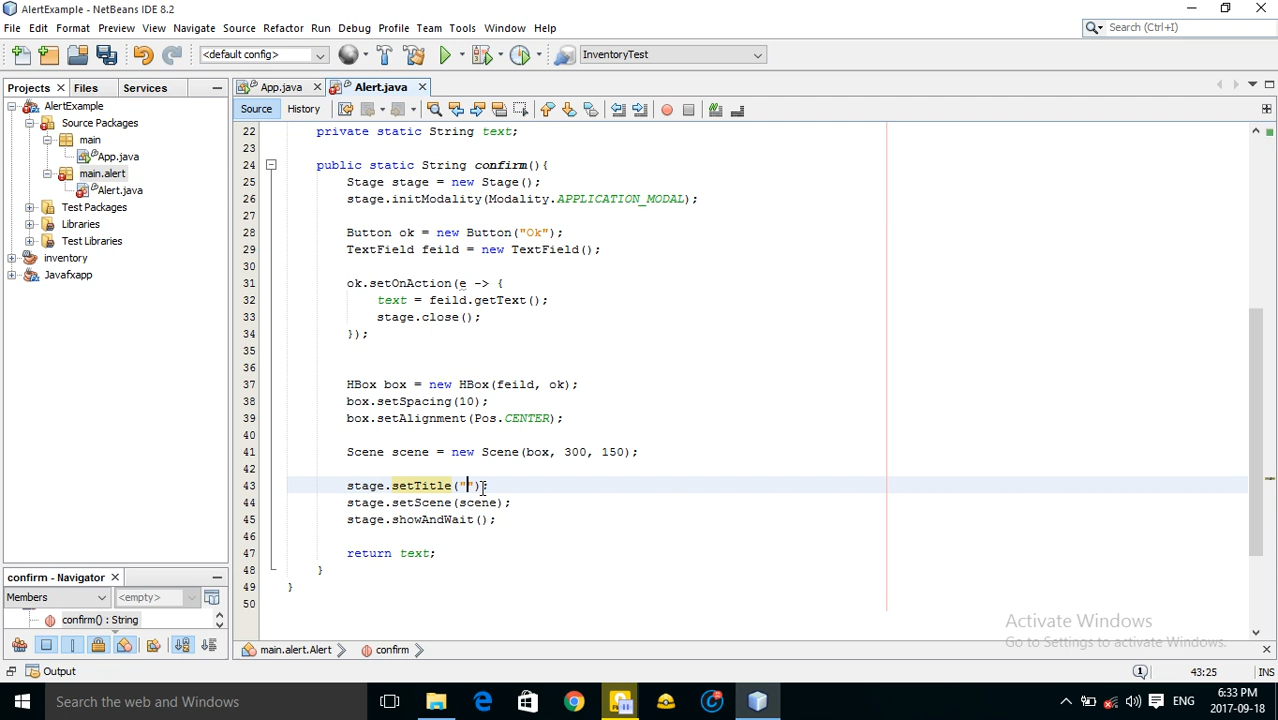 AlertExample - NetBeans IDE 8.2
File Edit Format Preview View Navigate Source Refactor Run Debug Profile Team Tools Window Help
Search (Ctrl+I)
<default config>
InventoryTest
Projects Files Services
App.java Alert.java
Source History
AlertExample
Source Packages
main
App.java
main.alert
Alert.java
Test Packages
Libraries
Test Libraries
inventory
Javafxapp
22 private static String text;
23
24 public static String confirm(){
25 Stage stage = new Stage();
26 stage.initModality(Modality.APPLICATION_MODAL);
27
28 Button ok = new Button("Ok");
29 TextField feild = new TextField();
30
31 ok.setOnAction(e -> {
32 text = feild.getText();
33 stage.close();
34 });
35
36
37 HBox box = new HBox(feild, ok);
38 box.setSpacing(10);
39 box.setAlignment(Pos.CENTER);
40
41 Scene scene = new Scene(box, 300, 150);
42
43 stage.setTitle("");
44 stage.setScene(scene);
45 stage.showAndWait();
46
47 return text;
48 }
49 }
50
confirm - Navigator
Members <empty>
confirm() : String
Activate Windows
Go to Settings to activate Windows.
main.alert.Alert confirm
Output
43:25 INS
Search the web and Windows
ENG
6:33 PM
2017-09-18